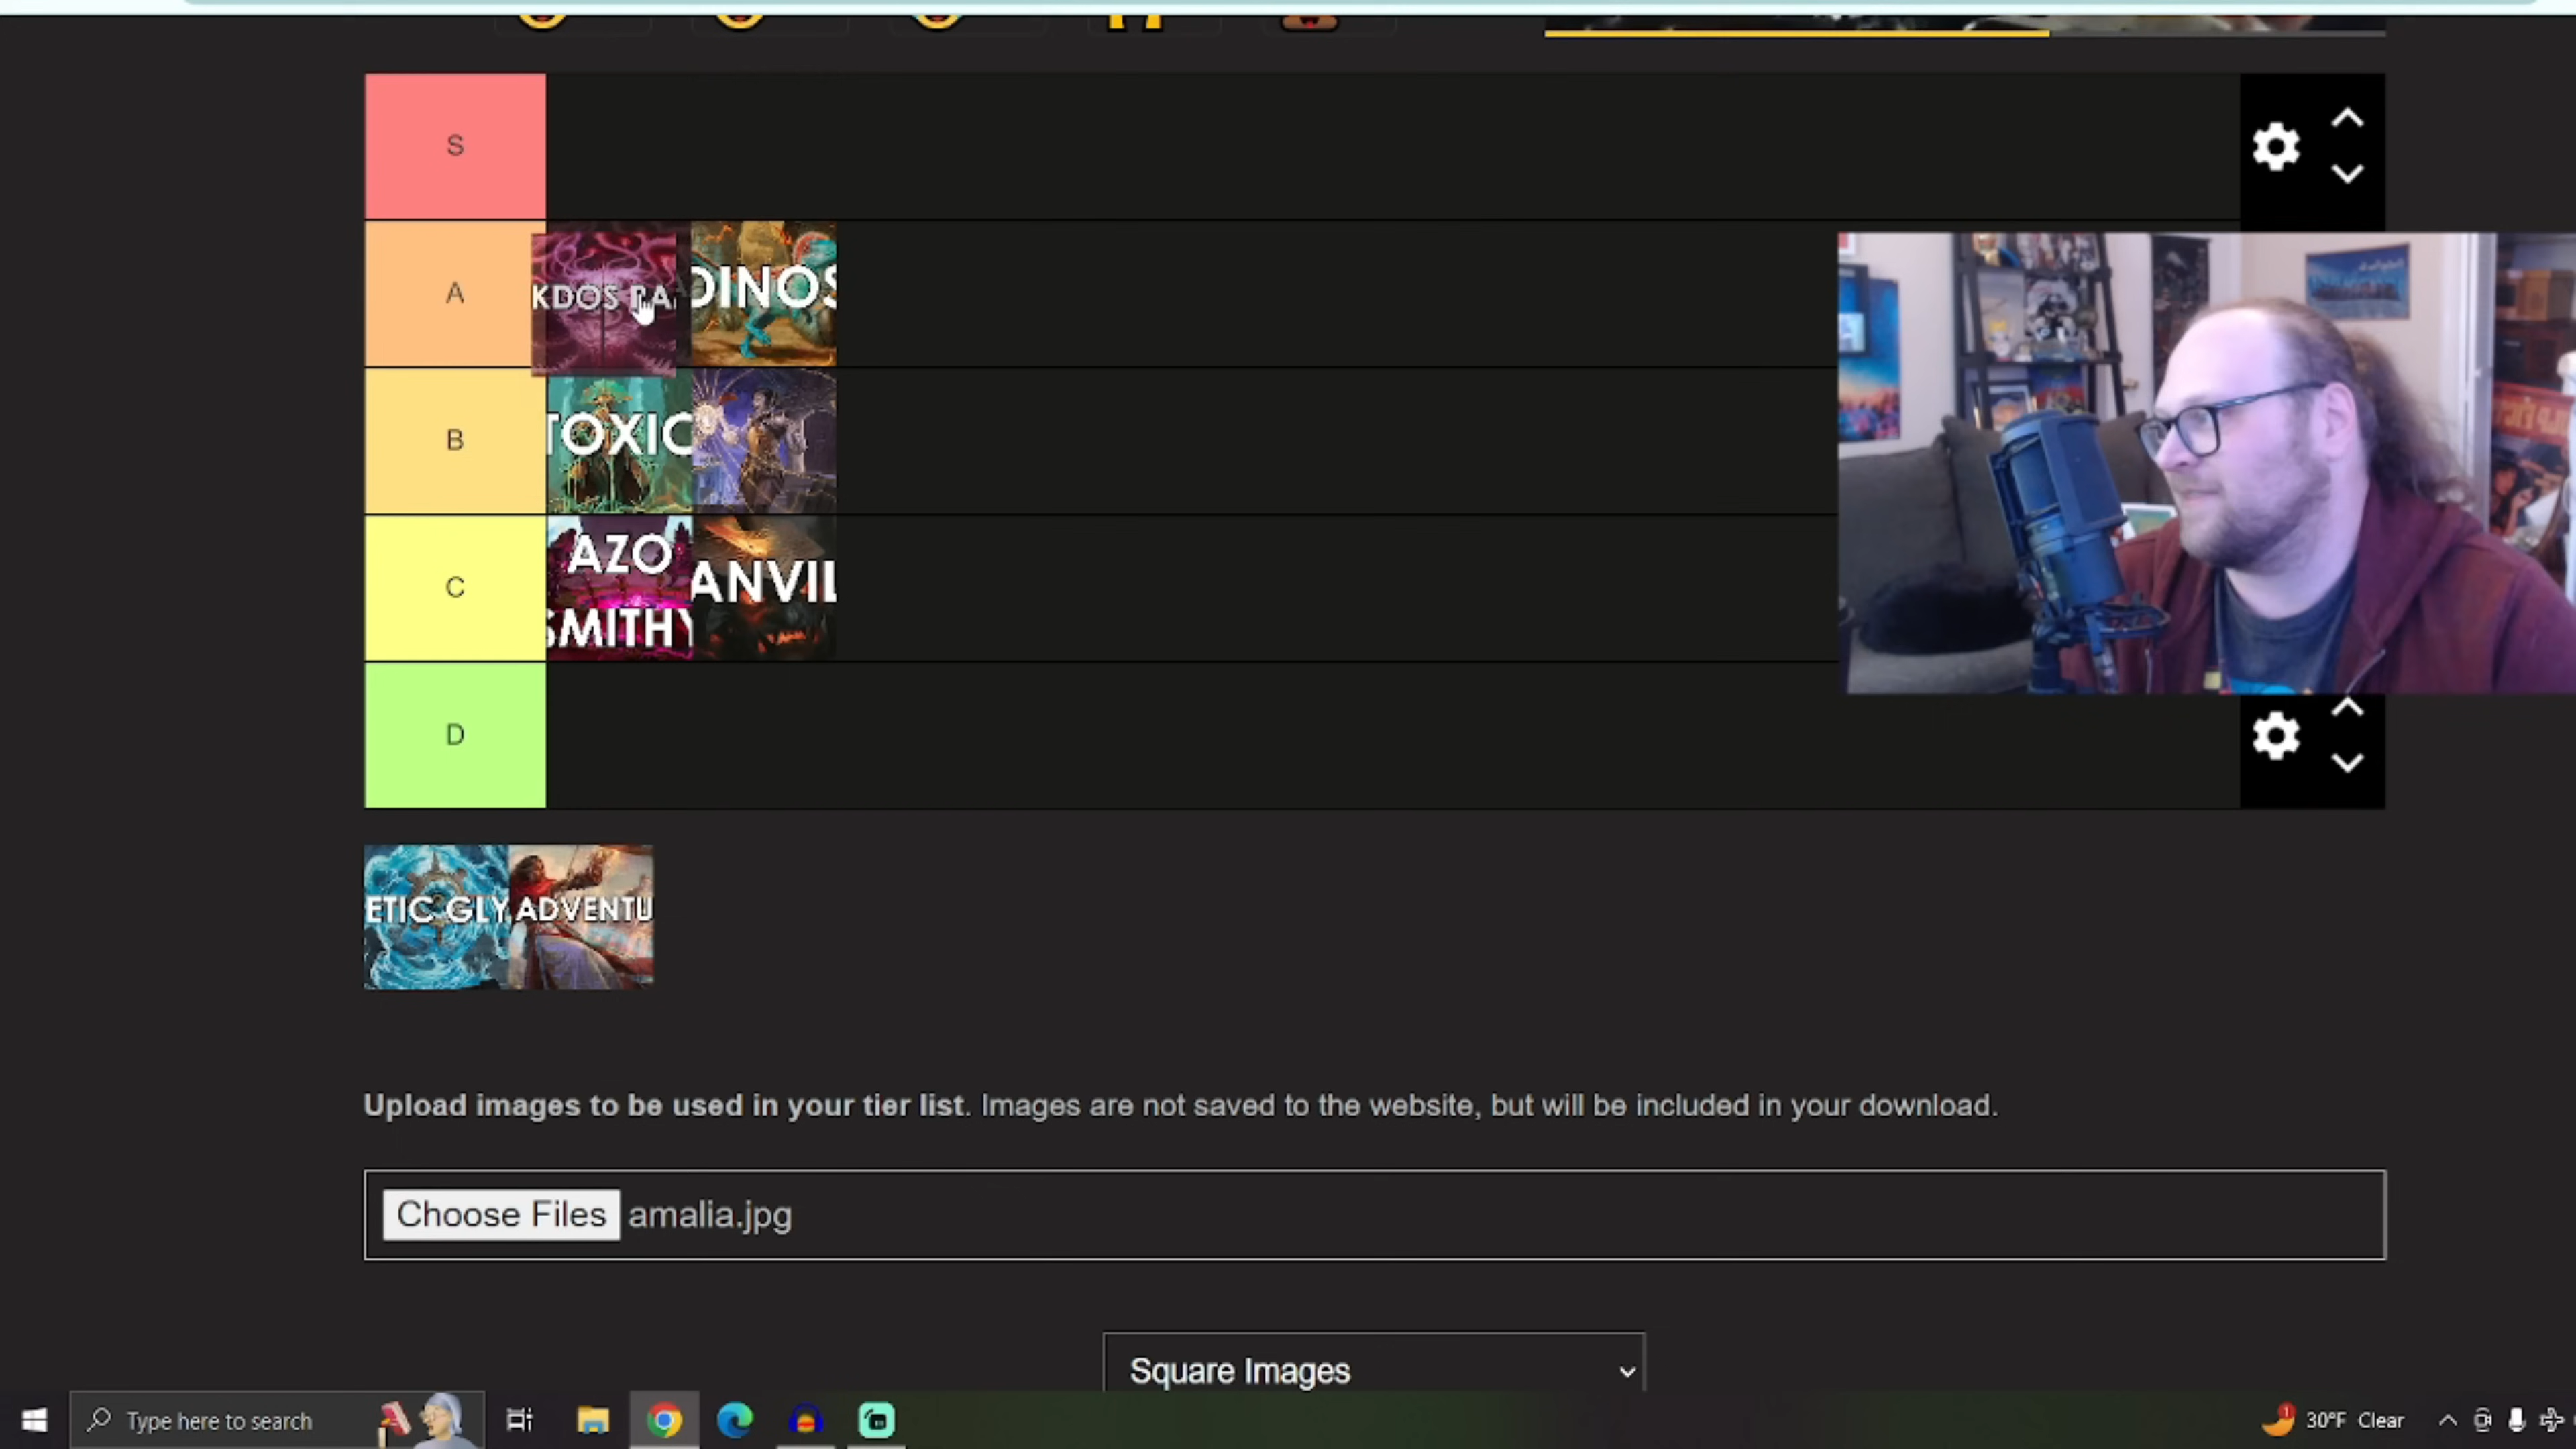 S
A
KDOS RA
DINOS
B
TOXIC
C
AZO
SMITHY
ANVIL
D
ETIC GLY
ADVENTU
Upload images to be used in your tier list. Images are not saved to the website, but will be included in your download.
Choose Files amalia.jpg
Square Images
Type here to search
1
30°F Clear